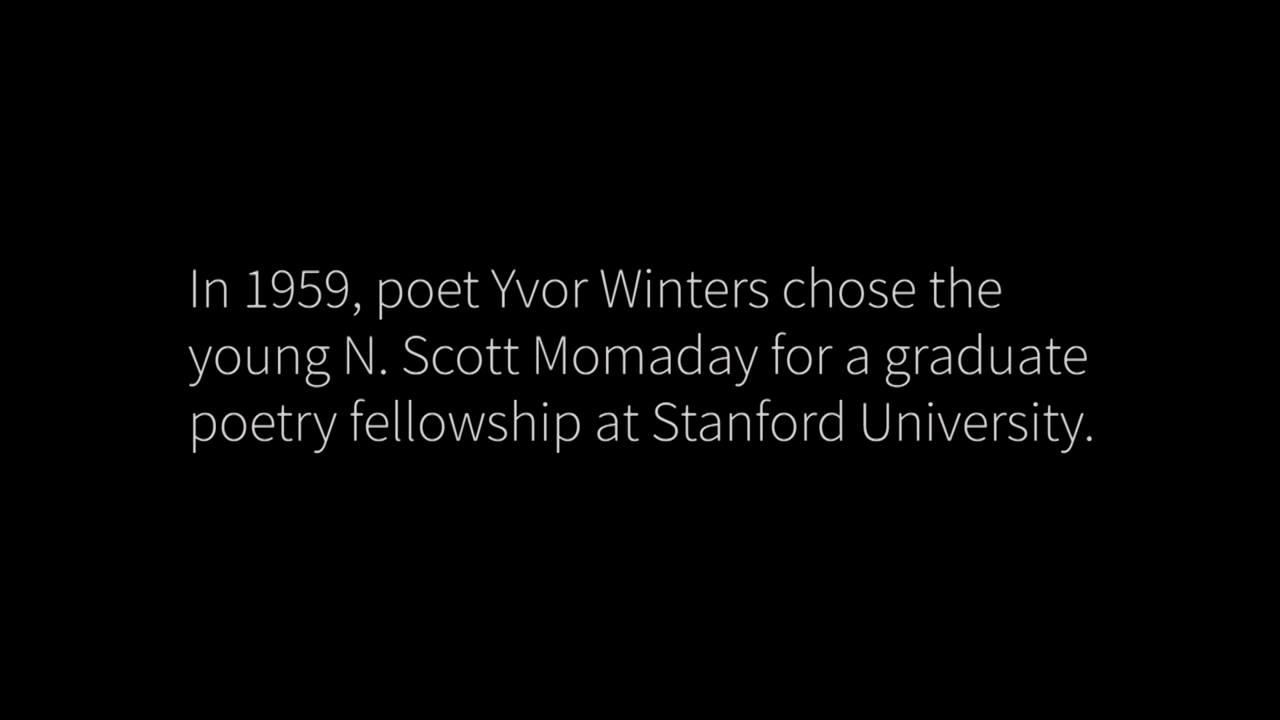 In 1959, poet Yvor Winters chose the
young N. Scott Momaday for a graduate
poetry fellowship at Stanford University.